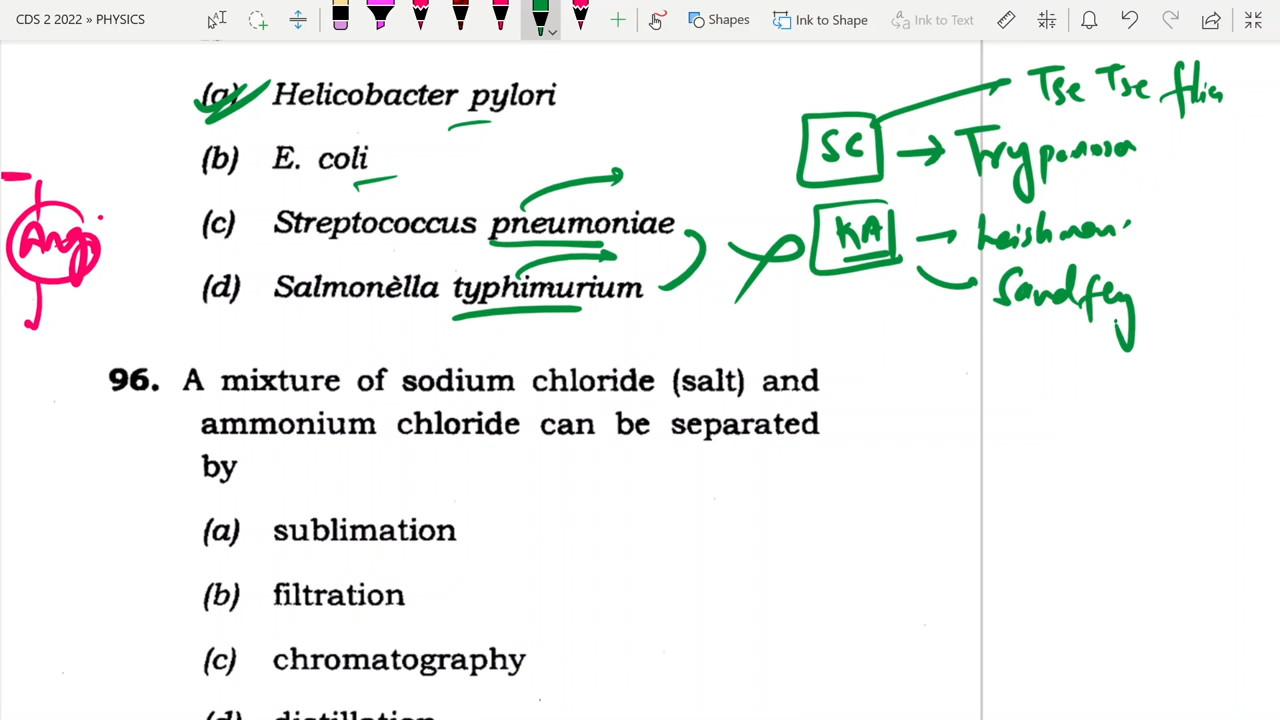 CDS 2 2022 » PHYSICS
Shapes
Ink to Shape
Ink to Text
(a) Helicobacter pylori
(b) E. coli
(c) Streptococcus pneumoniae
(d) Salmonèlla typhimurium
Tse Tse flies
SC
KA
Sandfly
96. A mixture of sodium chloride (salt) and
ammonium chloride can be separated
by
(a) sublimation
(b) filtration
(c) chromatography
(d) distillation